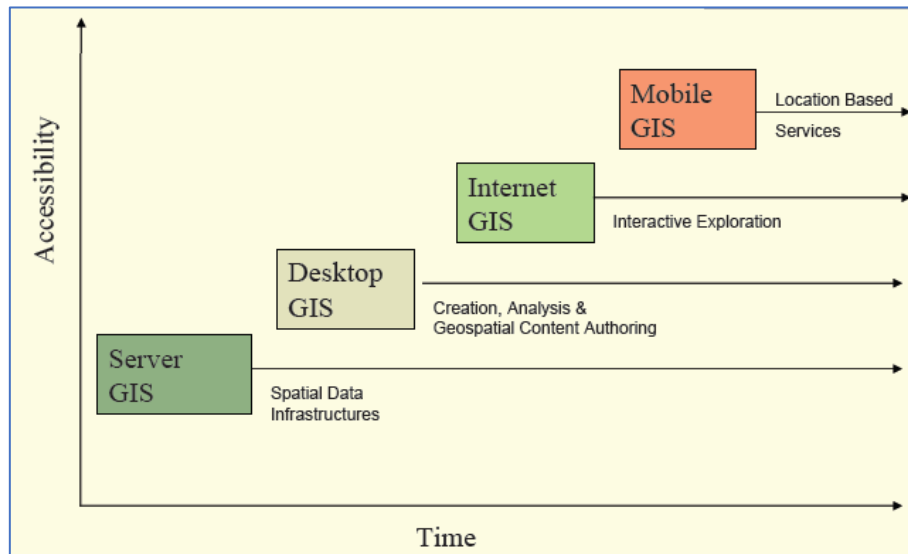 Accessibility
Mobile
GIS
Location Based
Services
Internet
GIS
Interactive Exploration
Desktop
GIS
Creation, Analysis &
Geospatial Content Authoring
Server
GIS
Spatial Data
Infrastructures
Time